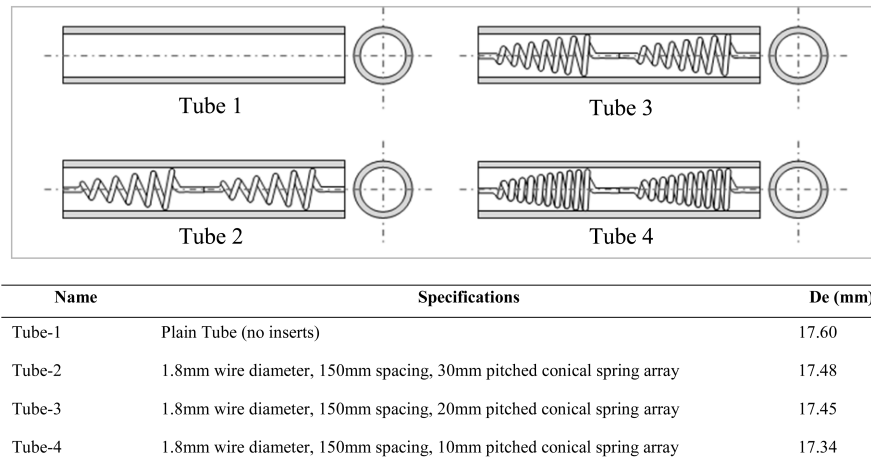 Tube 1
Tube 3
Tube 2
Tube 4
Name Specifications De (mm)
Tube-1 Plain Tube (no inserts) 17.60
Tube-2 1.8mm wire diameter, 150mm spacing, 30mm pitched conical spring array 17.48
Tube-3 1.8mm wire diameter, 150mm spacing, 20mm pitched conical spring array 17.45
Tube-4 1.8mm wire diameter, 150mm spacing, 10mm pitched conical spring array 17.34